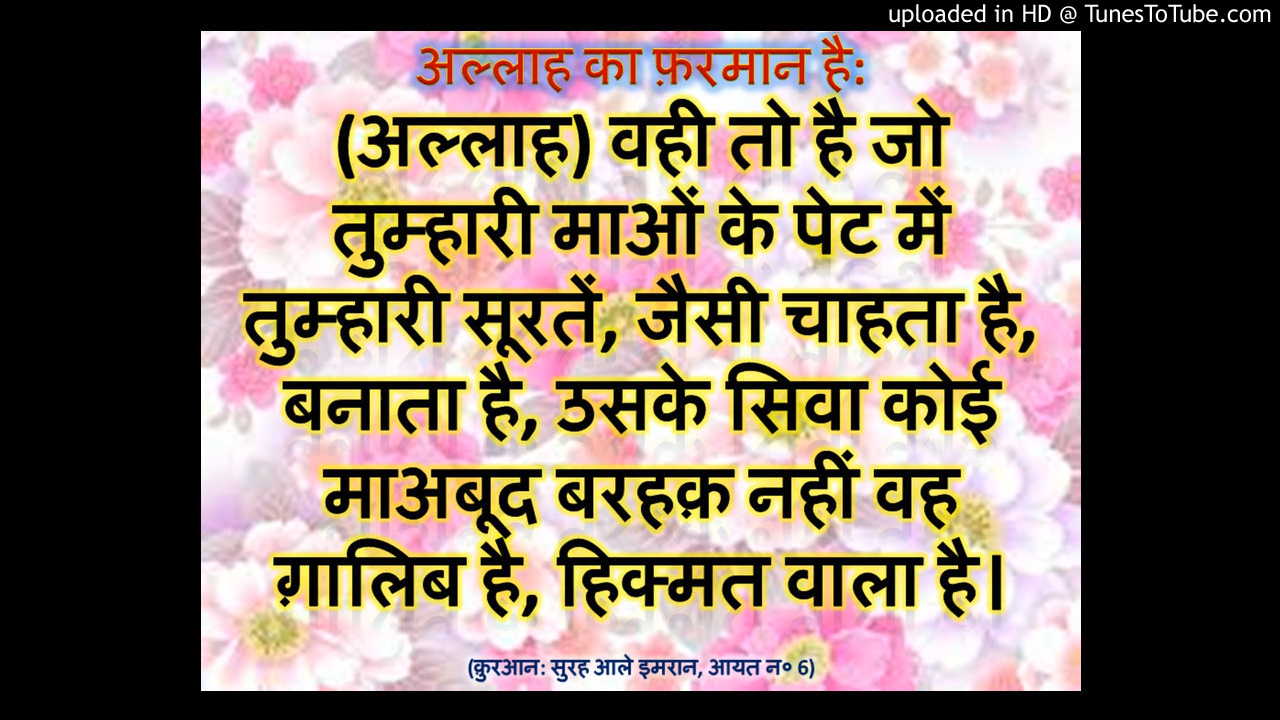 uploaded in HD @ TunesToTube.com
अल्लाह का फ़रमान है:
(अल्लाह) वही तो है जो
तुम्हारी माओं के पेट में
तुम्हारी सूरतें, जैसी चाहता है,
बनाता है, उसके सिवा कोई
माअबूद बरहक़ नहीं वह
ग़ालिब है, हिक्मत वाला है।
(क़ुरआन: सुरह आले इमरान, आयत न० 6)